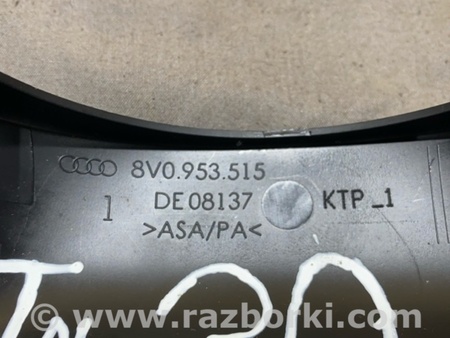 8V0.953.515
1 DE 08137 KTP_1
>ASA/PA<
www.razborki.com